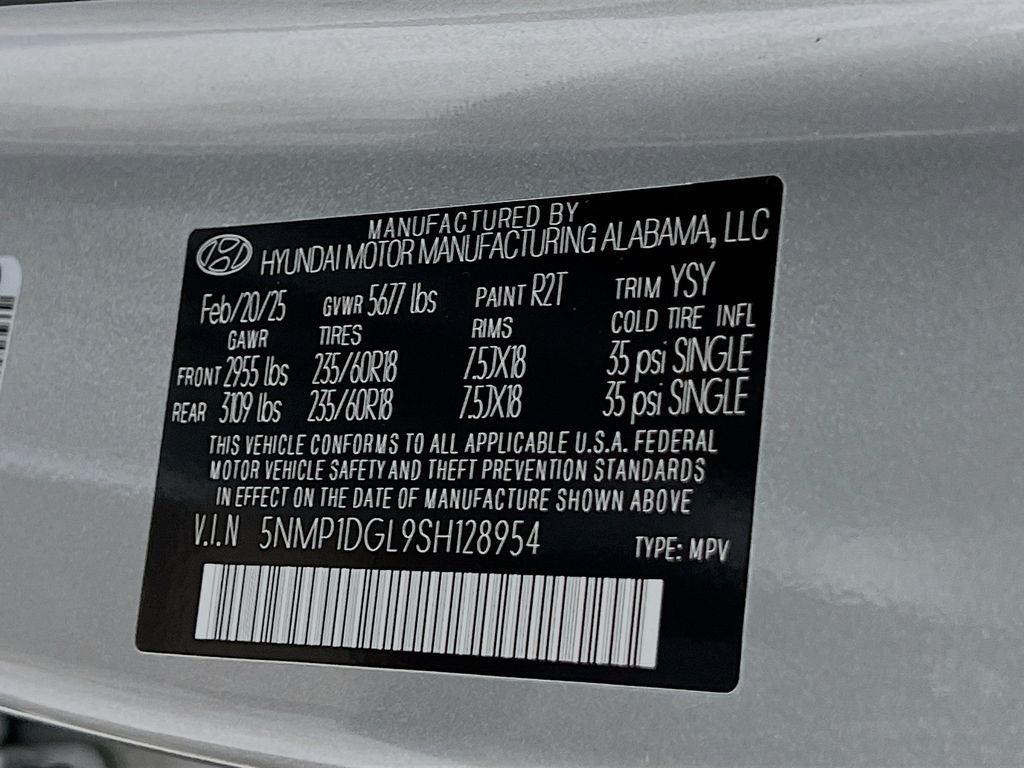 MANUFACTURED BY
HYUNDAI MOTOR MANUFACTURING ALABAMA, LLC
Feb/20/25 GVWR 5677 lbs PAINT R2T TRIM YSY
GAWR TIRES RIMS COLD TIRE INFL
FRONT 2955 lbs 235/60R18 7.5JX18 35 psi SINGLE
REAR 3109 lbs 235/60R18 7.5JX18 35 psi SINGLE
THIS VEHICLE CONFORMS TO ALL APPLICABLE U.S.A. FEDERAL
MOTOR VEHICLE SAFETY AND THEFT PREVENTION STANDARDS
IN EFFECT ON THE DATE OF MANUFACTURE SHOWN ABOVE
V.I.N 5NMP1DGL9SH128954 TYPE: MPV